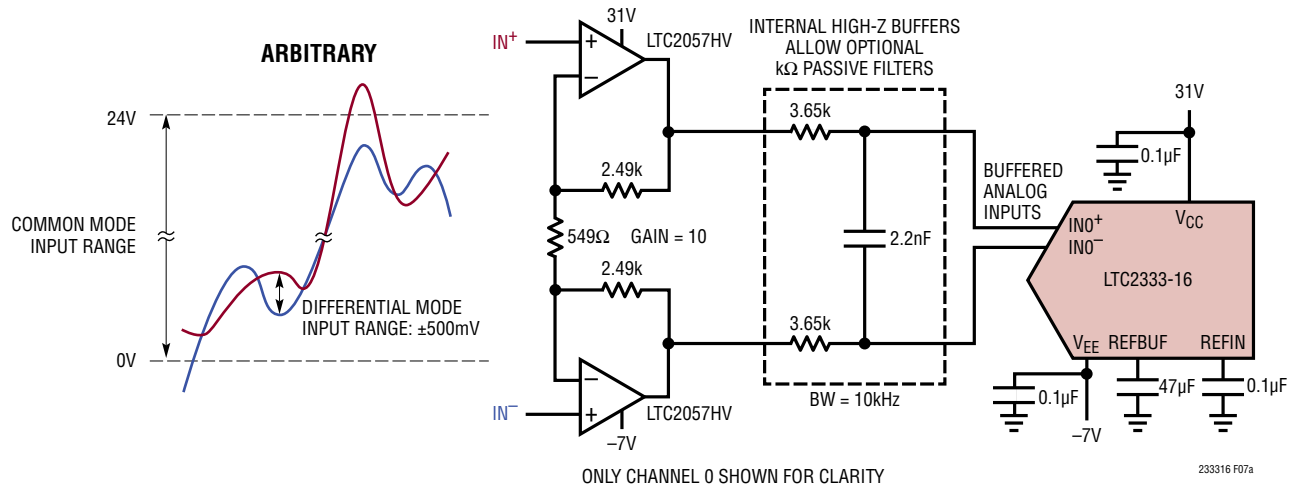 ARBITRARY
24V
COMMON MODE
INPUT RANGE
0V
DIFFERENTIAL MODE
INPUT RANGE: ±500mV
IN+
31V
LTC2057HV
+
–
2.49k
549Ω
GAIN = 10
2.49k
–
+
LTC2057HV
IN–
–7V
INTERNAL HIGH-Z BUFFERS
ALLOW OPTIONAL
kΩ PASSIVE FILTERS
3.65k
2.2nF
3.65k
BW = 10kHz
BUFFERED
ANALOG
INPUTS
31V
0.1µF
VCC
IN0+
IN0–
LTC2333-16
VEE
REFBUF
REFIN
0.1µF
47µF
0.1µF
–7V
ONLY CHANNEL 0 SHOWN FOR CLARITY
233316 F07a